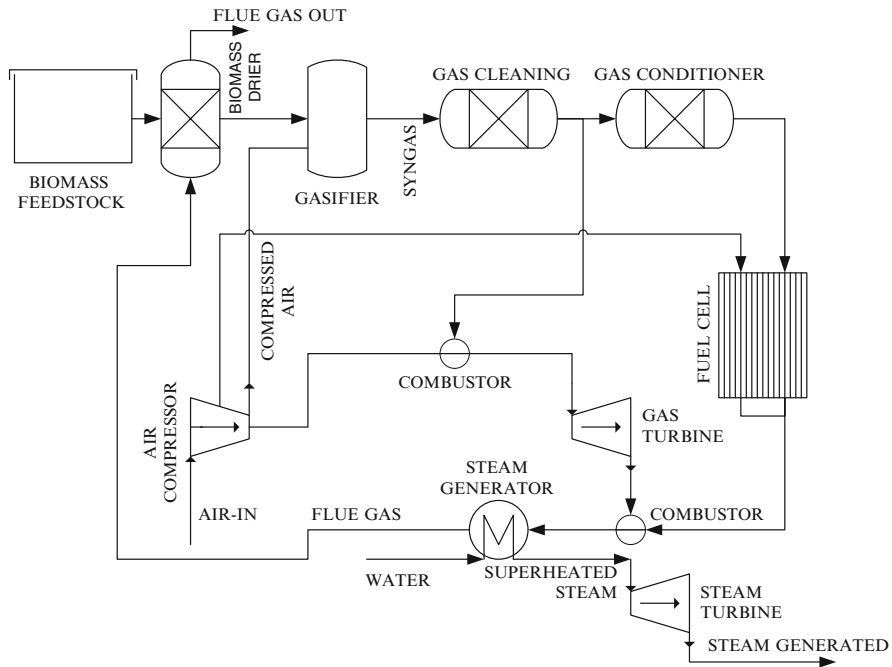 FLUE GAS OUT
BIOMASS
DRIER
GAS CLEANING
GAS CONDITIONER
BIOMASS
FEEDSTOCK
GASIFIER
SYNGAS
COMPRESSED
AIR
FUEL CELL
COMBUSTOR
AIR
COMPRESSOR
GAS
TURBINE
STEAM
GENERATOR
AIR-IN
FLUE GAS
COMBUSTOR
WATER
SUPERHEATED
STEAM
STEAM
TURBINE
STEAM GENERATED